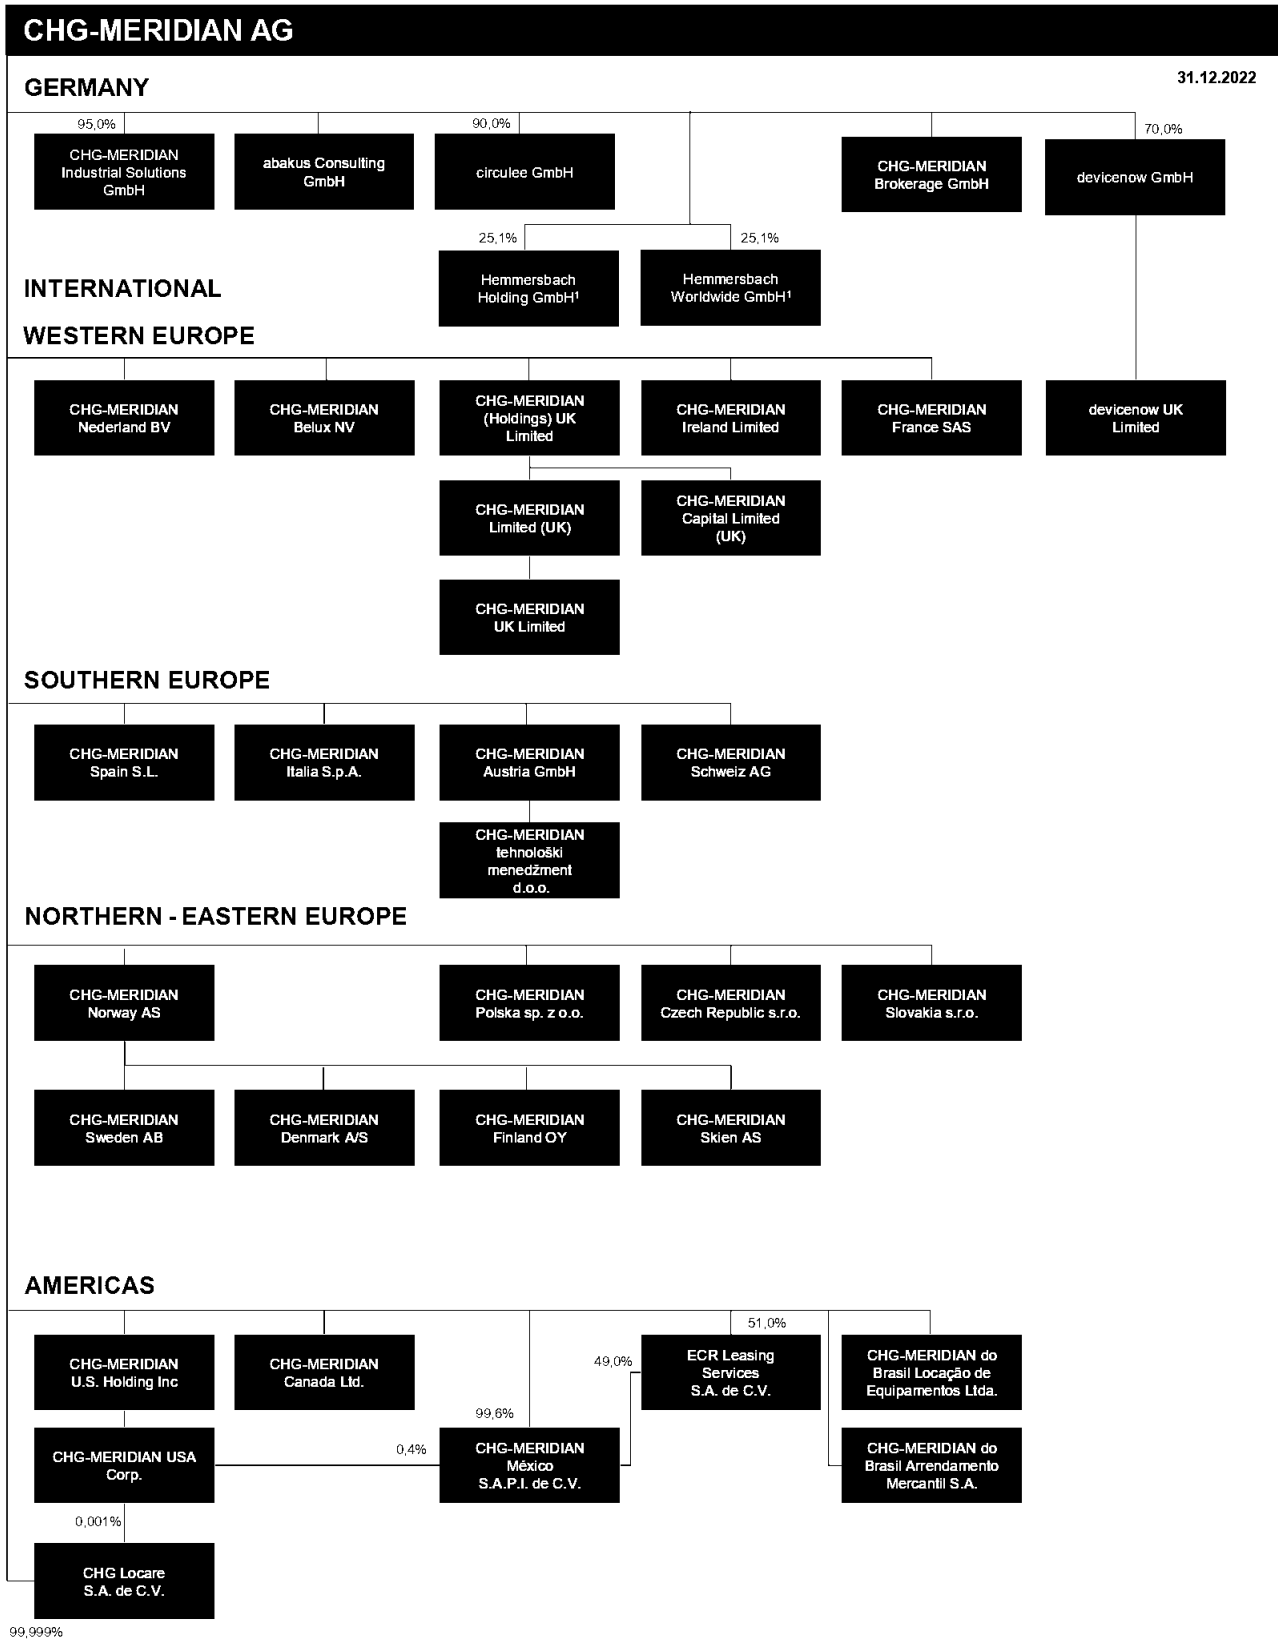 CHG-MERIDIAN AG
31.12.2022
GERMANY
95,0%
CHG-MERIDIAN
Industrial Solutions
GmbH
abakus Consulting
GmbH
90,0%
circulee GmbH
CHG-MERIDIAN
Brokerage GmbH
70,0%
devicenow GmbH
25,1%
Hemmersbach
Holding GmbH¹
25,1%
Hemmersbach
Worldwide GmbH¹
INTERNATIONAL
WESTERN EUROPE
CHG-MERIDIAN
Nederland BV
CHG-MERIDIAN
Belux NV
CHG-MERIDIAN
(Holdings) UK
Limited
CHG-MERIDIAN
Ireland Limited
CHG-MERIDIAN
France SAS
devicenow UK
Limited
CHG-MERIDIAN
Limited (UK)
CHG-MERIDIAN
Capital Limited
(UK)
CHG-MERIDIAN
UK Limited
SOUTHERN EUROPE
CHG-MERIDIAN
Spain S.L.
CHG-MERIDIAN
Italia S.p.A.
CHG-MERIDIAN
Austria GmbH
CHG-MERIDIAN
Schweiz AG
CHG-MERIDIAN
tehnološki
menedžment
d.o.o.
NORTHERN - EASTERN EUROPE
CHG-MERIDIAN
Norway AS
CHG-MERIDIAN
Polska sp. z o.o.
CHG-MERIDIAN
Czech Republic s.r.o.
CHG-MERIDIAN
Slovakia s.r.o.
CHG-MERIDIAN
Sweden AB
CHG-MERIDIAN
Denmark A/S
CHG-MERIDIAN
Finland OY
CHG-MERIDIAN
Skien AS
AMERICAS
CHG-MERIDIAN
U.S. Holding Inc
CHG-MERIDIAN
Canada Ltd.
51,0%
49,0%
ECR Leasing
Services
S.A. de C.V.
CHG-MERIDIAN do
Brasil Locação de
Equipamentos Ltda.
CHG-MERIDIAN USA
Corp.
0,4%
99,6%
CHG-MERIDIAN
México
S.A.P.I. de C.V.
CHG-MERIDIAN do
Brasil Arrendamento
Mercantil S.A.
0,001%
CHG Locare
S.A. de C.V.
99,999%